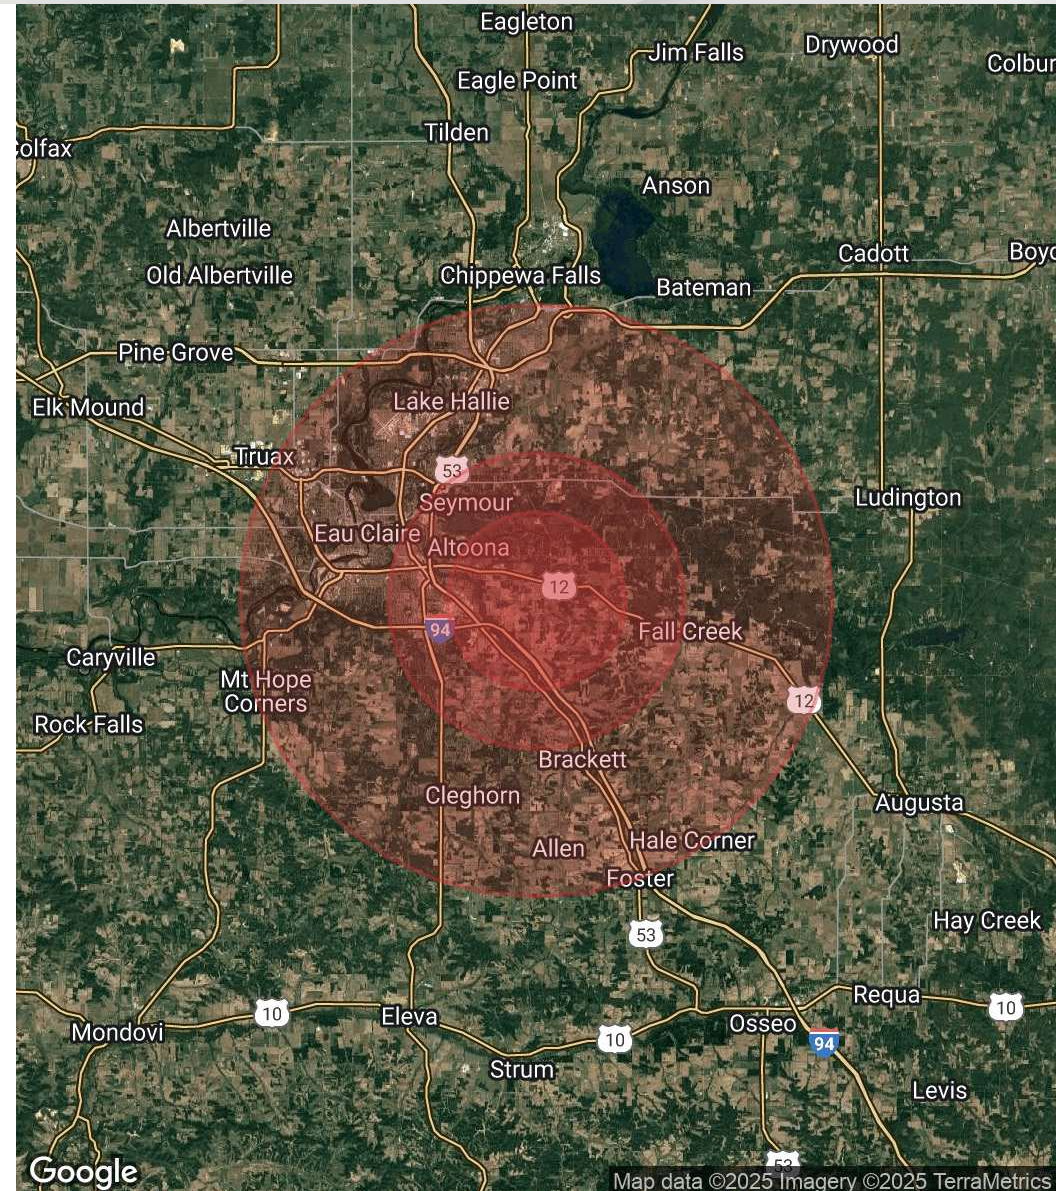 Eagleton
Drywood
Jim Falls
Colbur
Eagle Point
Tilden
Colfax
Anson
Albertville
Cadott
Boyd
Old Albertville
Chippewa Falls
Bateman
Pine Grove
Lake Hallie
Elk Mound
Truax
53
Seymour
Ludington
Eau Claire
Altoona
12
94
Fall Creek
Caryville
Mt Hope
Corners
12
Rock Falls
Brackett
Cleghorn
Augusta
Allen
Hale Corner
Foster
Hay Creek
53
Requa
10
10
Eleva
Osseo
Mondovi
10
94
Strum
Levis
53
Google
Map data ©2025 Imagery ©2025 TerraMetrics